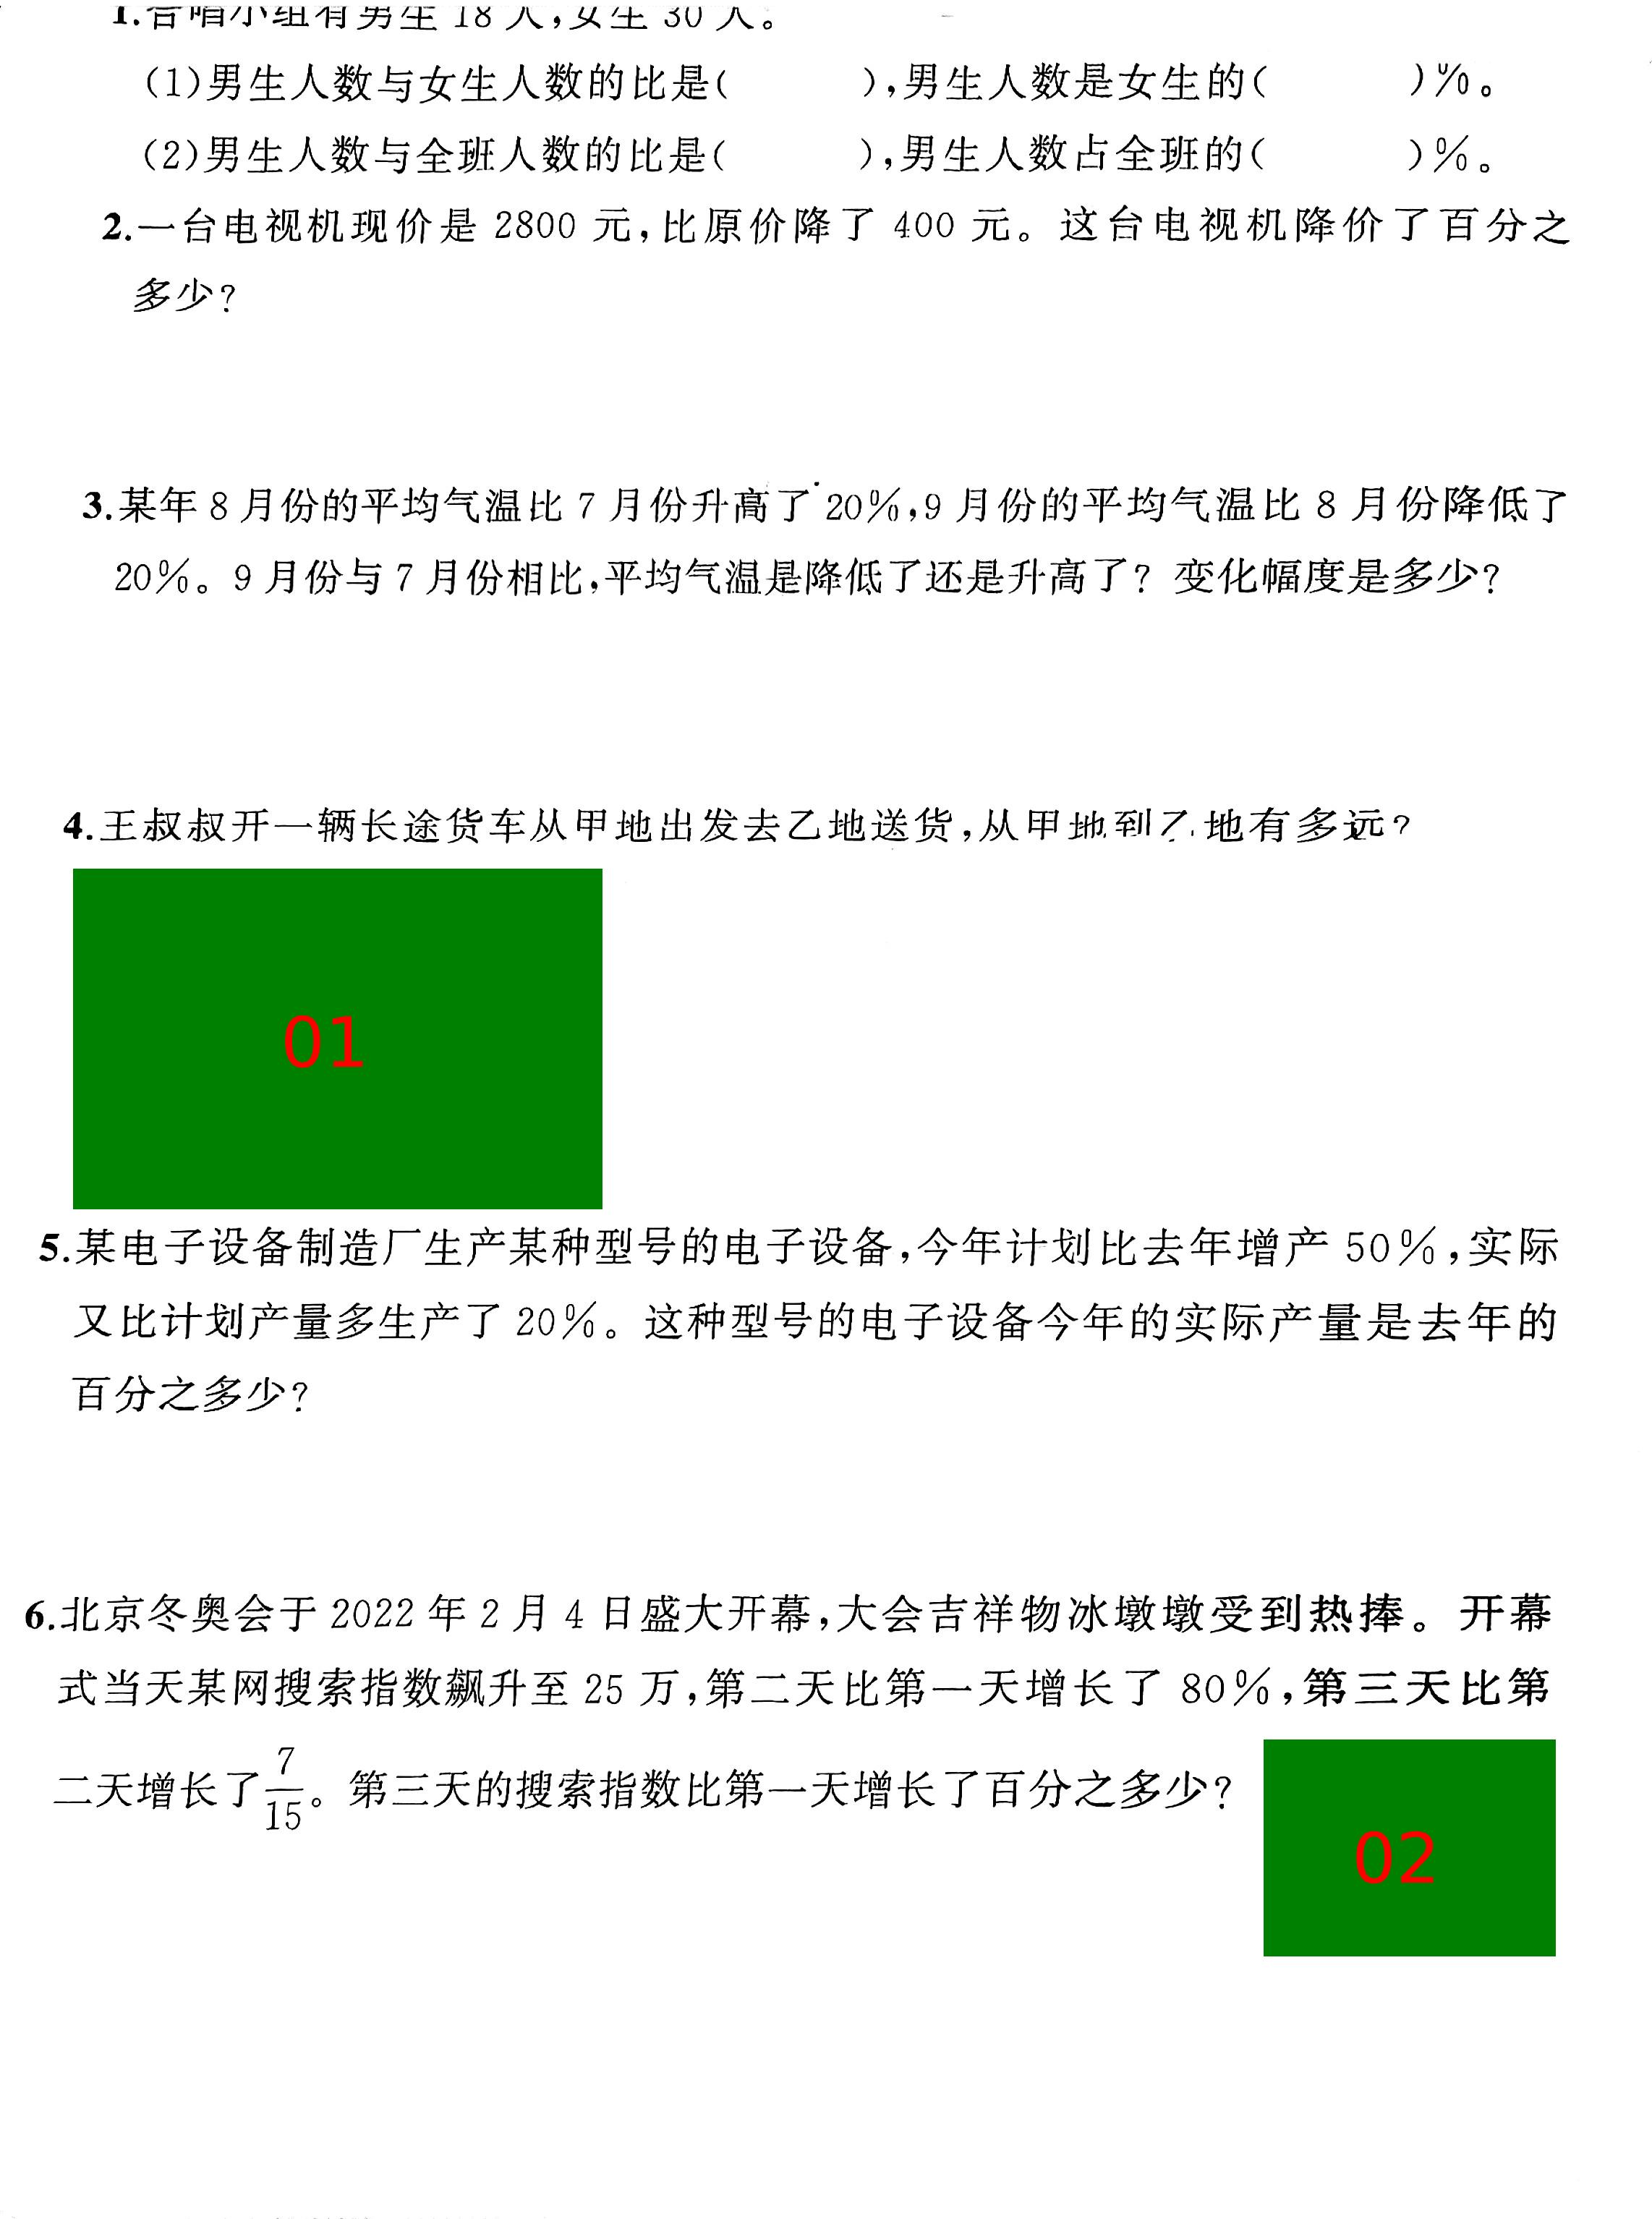 1.合唱小组有男生 18 人,女生 30 人。
(1)男生人数与女生人数的比是(  ),男生人数是女生的(  )%。
(2)男生人数与全班人数的比是(  ),男生人数占全班的(  )%。
2.一台电视机现价是 2800 元,比原价降了 400 元。这台电视机降价了百分之
多少?
3.某年 8 月份的平均气温比 7 月份升高了 20%,9 月份的平均气温比 8 月份降低了
20%。9 月份与 7 月份相比,平均气温是降低了还是升高了? 变化幅度是多少?
4.王叔叔开一辆长途货车从甲地出发去乙地送货,从甲地到乙地有多远?
01
5.某电子设备制造厂生产某种型号的电子设备,今年计划比去年增产 50%,实际
又比计划产量多生产了 20%。这种型号的电子设备今年的实际产量是去年的
百分之多少?
6.北京冬奥会于 2022 年 2 月 4 日盛大开幕,大会吉祥物冰墩墩受到热捧。开幕
式当天某网搜索指数飙升至 25 万,第二天比第一天增长了 80%,第三天比第
二天增长了7/15。第三天的搜索指数比第一天增长了百分之多少?
02